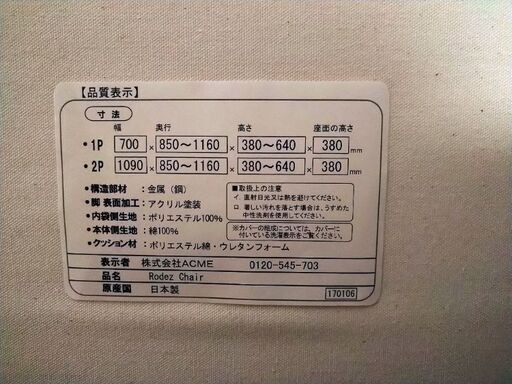 【品質表示】
寸法
幅 奥行 高さ 座面の高さ
・1P 700 × 850～1160 × 380～640 × 380 mm
・2P 1090 × 850～1160 × 380～640 × 380 mm
・構造部材：金属（鋼）
・脚 表面加工：アクリル塗装
・内袋側生地：ポリエステル100%
・本体側生地：綿100%
・クッション材：ポリエステル綿・ウレタンフォーム
■取扱上の注意
イ．直射日光又は熱を避けてください。
ロ．著しい汚れを落とす場合は、うすめた
中性洗剤を使用してください。
※カバーの組成については、カバーに
付いている洗濯表示をご覧ください。
表示者 株式会社ACME 0120-545-703
品名 Rodez Chair
原産国 日本製
170106